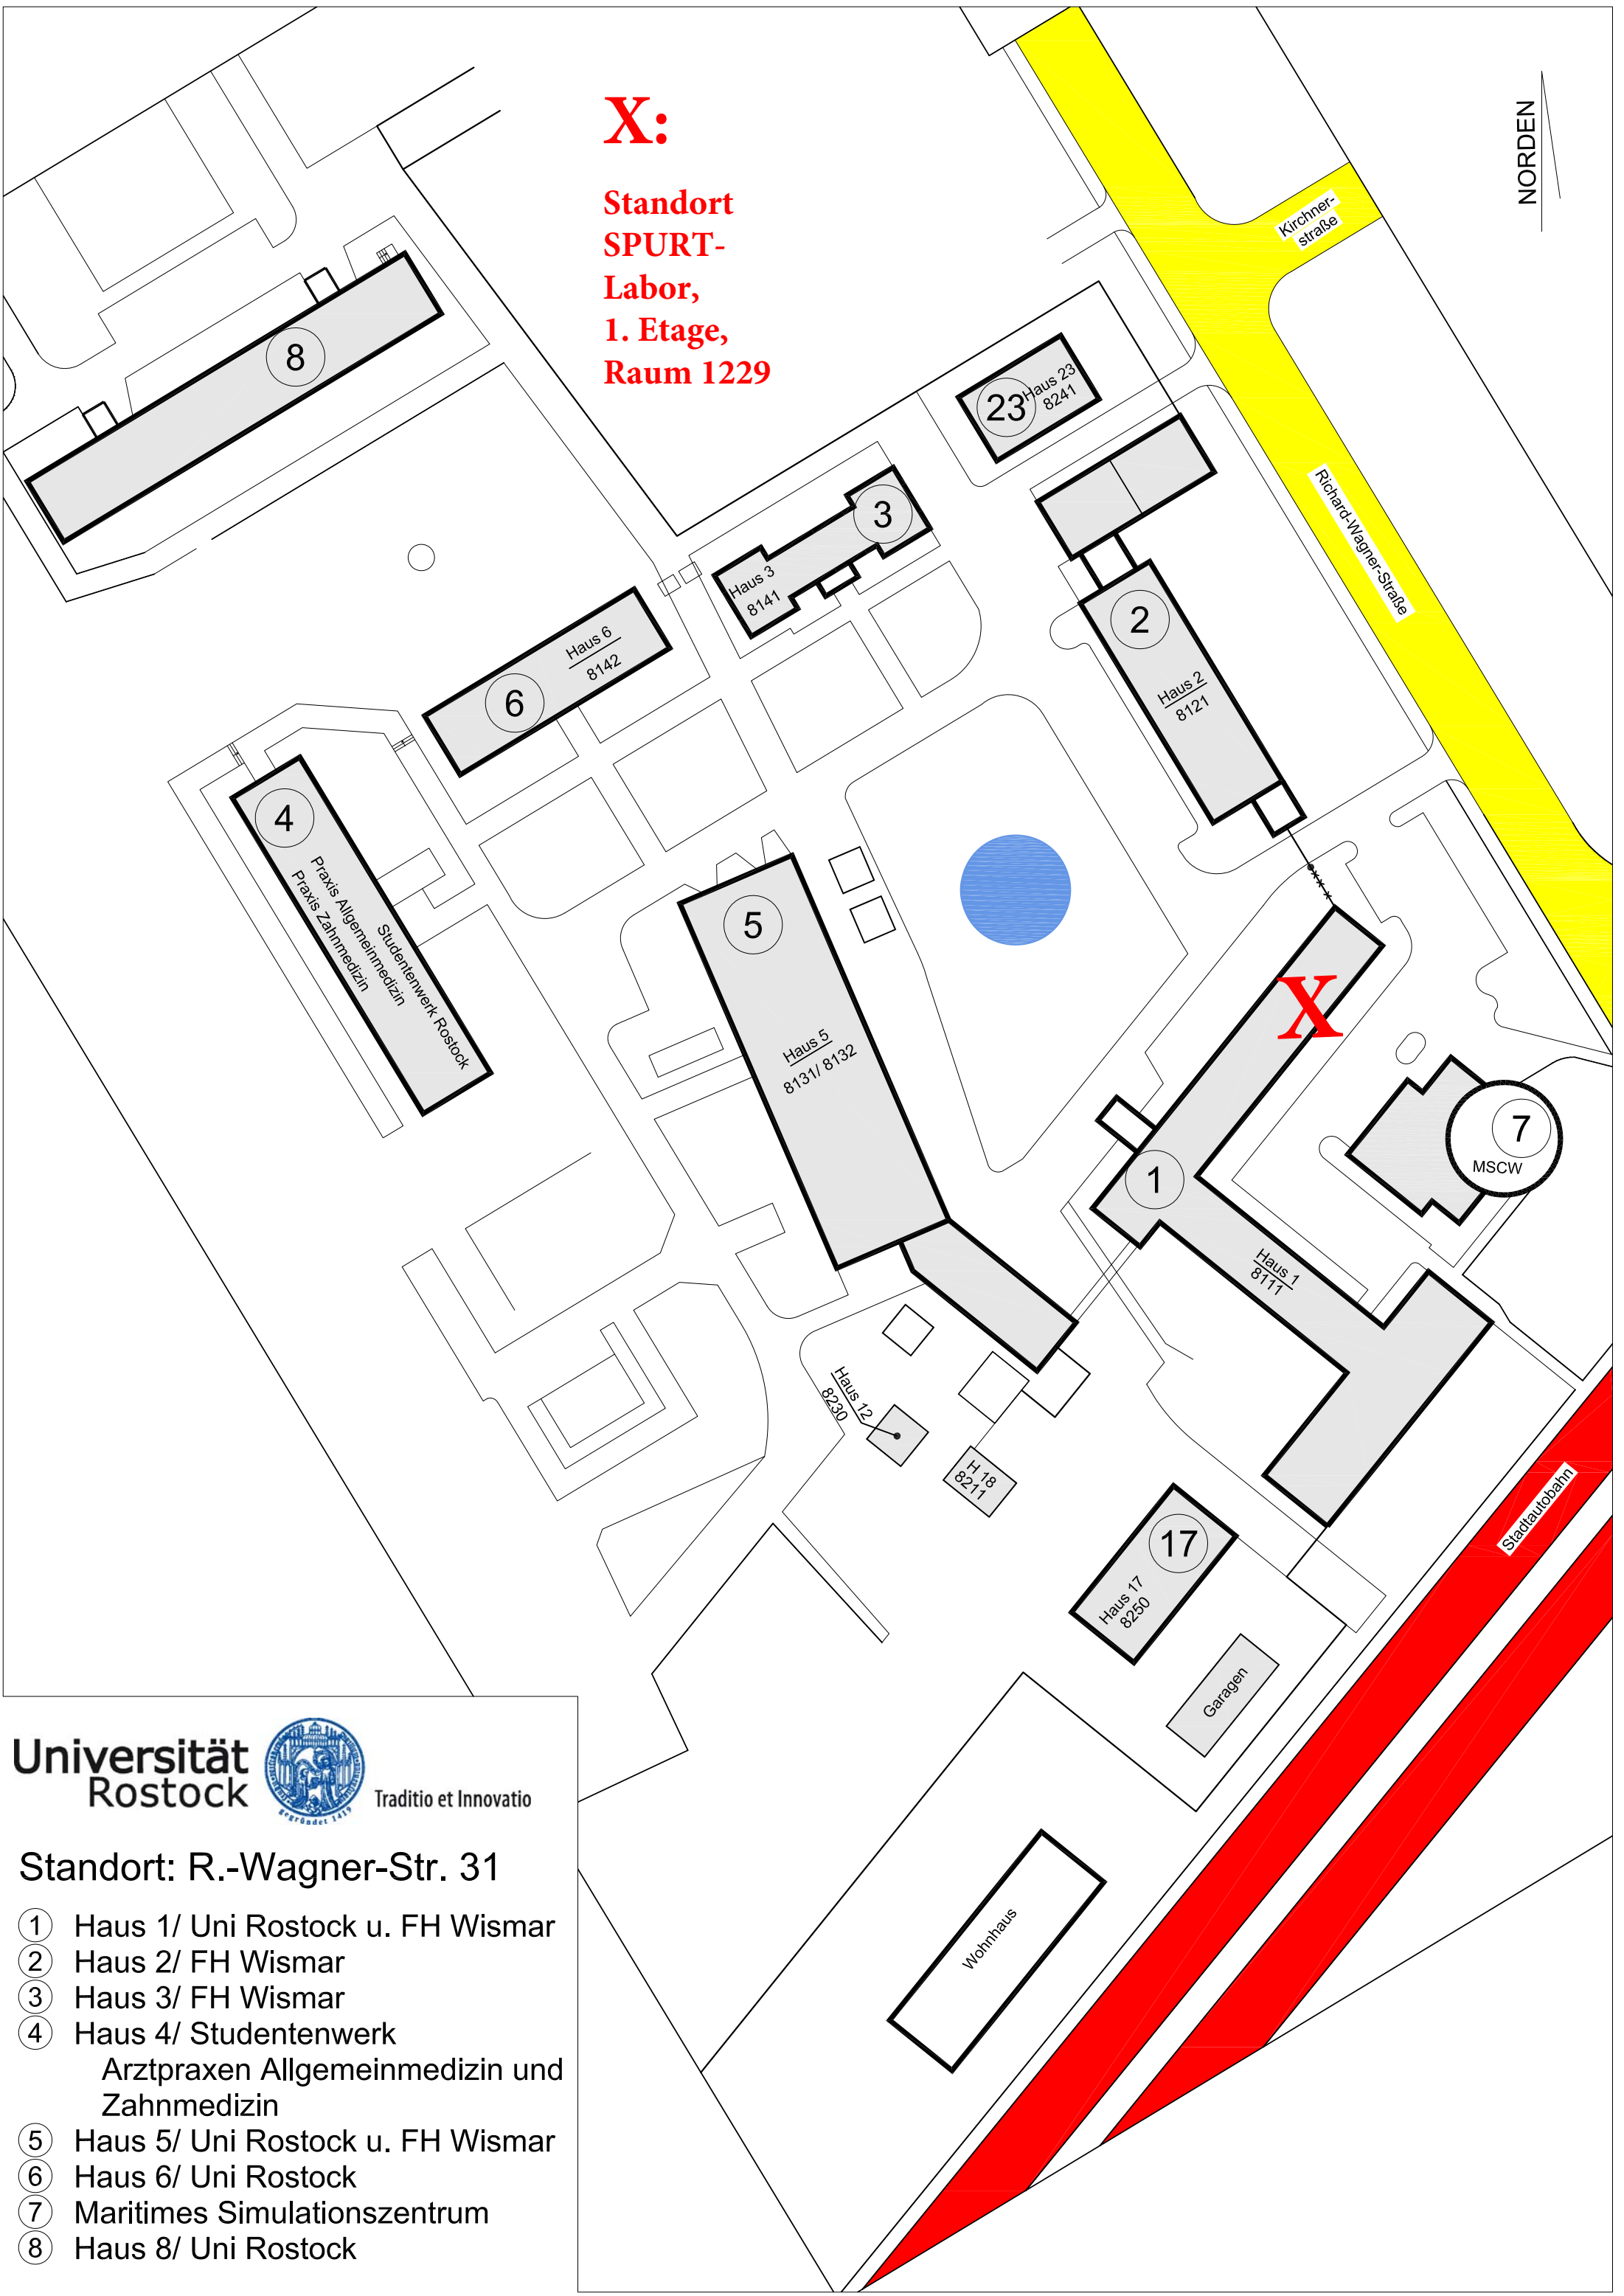 X:
Standort
SPURT-
Labor,
1. Etage,
Raum 1229
NORDEN
Kirchner-
straße
Richard-Wagner-Straße
8
23
Haus 23
8241
3
Haus 3
8141
2
Haus 2
8121
6
Haus 6
8142
4
Studentenwerk Rostock
Praxis Allgemeinmedizin
Praxis Zahnmedizin
5
Haus 5
8131/ 8132
X
1
Haus 1
8111
7
MSCW
Haus 12
8230
H 18
8211
17
Haus 17
8250
Garagen
Stadtautobahn
Wohnhaus
Universität
Rostock
gegründet 1419
Traditio et Innovatio
Standort: R.-Wagner-Str. 31
1 Haus 1/ Uni Rostock u. FH Wismar
2 Haus 2/ FH Wismar
3 Haus 3/ FH Wismar
4 Haus 4/ Studentenwerk
Arztpraxen Allgemeinmedizin und
Zahnmedizin
5 Haus 5/ Uni Rostock u. FH Wismar
6 Haus 6/ Uni Rostock
7 Maritimes Simulationszentrum
8 Haus 8/ Uni Rostock